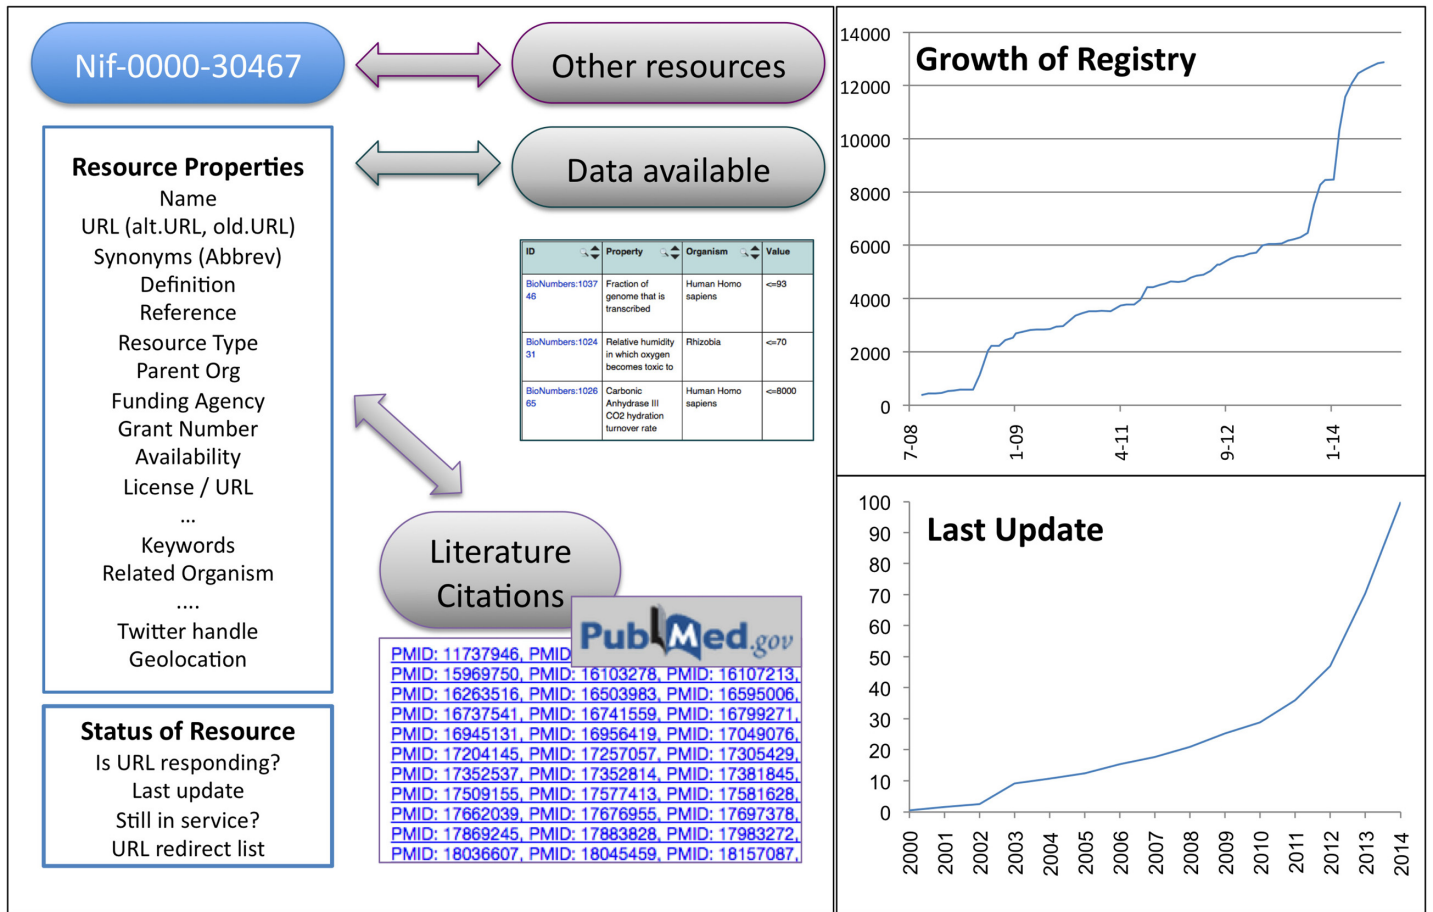 Nif-0000-30467
Other resources
Resource Properties
Name
URL (alt.URL, old.URL)
Synonyms (Abbrev)
Definition
Reference
Resource Type
Parent Org
Funding Agency
Grant Number
Availability
License / URL
...
Keywords
Related Organism
....
Twitter handle
Geolocation
Status of Resource
Is URL responding?
Last update
Still in service?
URL redirect list
Data available
ID Property Organism Value
BioNumbers:1037 Fraction of Human Homo <=93
46 genome that is sapiens
transcribed
BioNumbers:1024 Relative humidity Rhizobia <=70
31 in which oxygen
becomes toxic to
BioNumbers:1026 Carbonic Human Homo <=8000
65 Anhydrase III sapiens
CO2 hydration
turnover rate
Literature
Citations
PubMed.gov
PMID: 11737946, PMID
PMID: 15969750, PMID: 16103278, PMID: 16107213,
PMID: 16263516, PMID: 16503983, PMID: 16595006,
PMID: 16737541, PMID: 16741559, PMID: 16799271,
PMID: 16945131, PMID: 16956419, PMID: 17049076,
PMID: 17204145, PMID: 17257057, PMID: 17305429,
PMID: 17352537, PMID: 17352814, PMID: 17381845,
PMID: 17509155, PMID: 17577413, PMID: 17581628,
PMID: 17662039, PMID: 17676955, PMID: 17697378,
PMID: 17869245, PMID: 17883828, PMID: 17983272,
PMID: 18036607, PMID: 18045459, PMID: 18157087,
Growth of Registry
14000
12000
10000
8000
6000
4000
2000
0
7-08
1-09
4-11
9-12
1-14
Last Update
100
90
80
70
60
50
40
30
20
10
0
2000
2001
2002
2003
2004
2005
2006
2007
2008
2009
2010
2011
2012
2013
2014